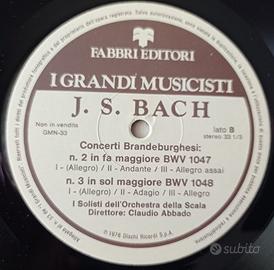 FABBRI EDITORI
I GRANDI MUSICISTI
J. S. BACH
Non in vendita
GMN-33
lato B
stereo 33 1/3
Concerti Brandeburghesi:
n. 2 in fa maggiore BWV 1047
I - (Allegro) / II - Andante / III - Allegro assai
n. 3 in sol maggiore BWV 1048
I - (Allegro) / II - Adagio / III - Allegro
I Solisti dell'Orchestra della Scala
Direttore: Claudio Abbado
℗ 1976 Dischi Ricordi S.p.A.
subito